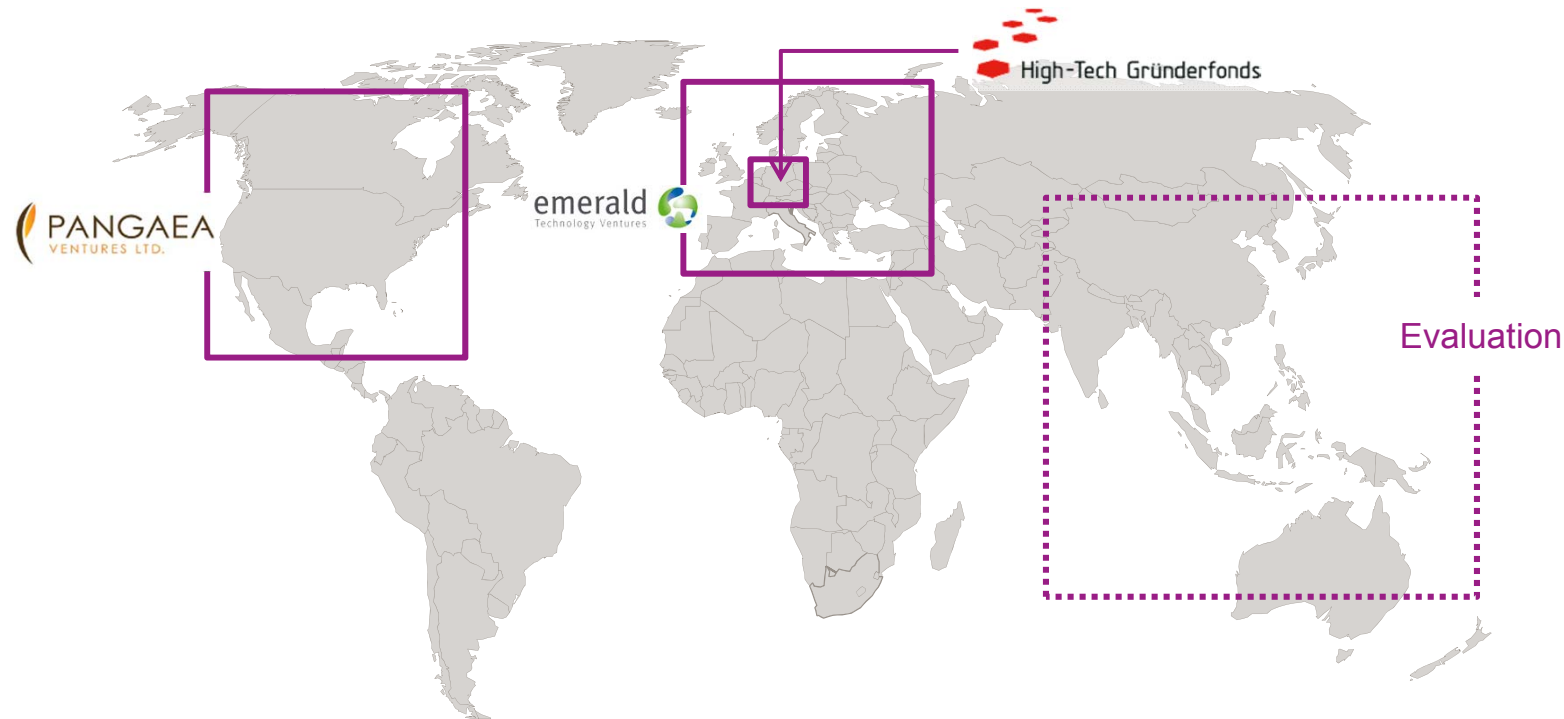 High-Tech Gründerfonds
emerald
Technology Ventures
PANGAEA
VENTURES LTD.
Evaluation